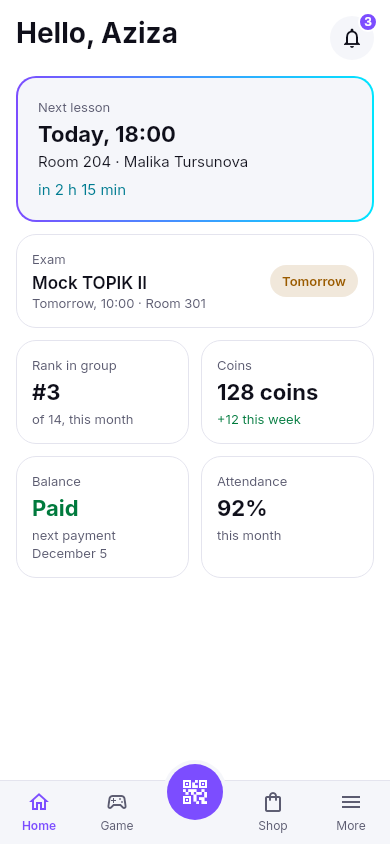 Hello, Aziza
3
Next lesson
Today, 18:00
Room 204 · Malika Tursunova
in 2 h 15 min
Exam
Mock TOPIK II
Tomorrow, 10:00 · Room 301
Tomorrow
Rank in group
#3
of 14, this month
Coins
128 coins
+12 this week
Balance
Paid
next payment
December 5
Attendance
92%
this month
Home
Game
Shop
More